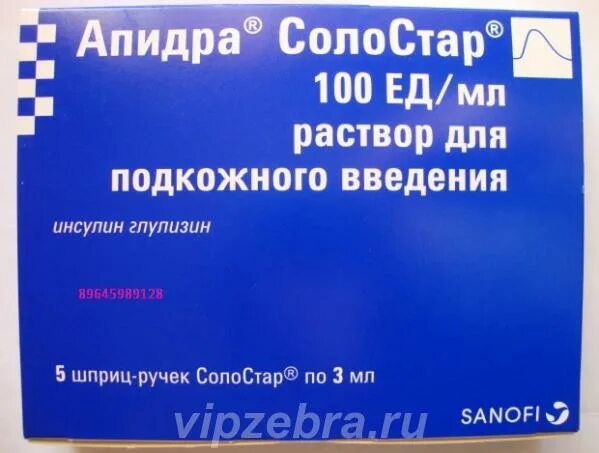 Апидра® СолоСтар®
100 ЕД/мл
раствор для
подкожного введения
инсулин глулизин
89645989128
5 шприц-ручек СолоСтар® по 3 мл
SANOFI
vipzebra.ru